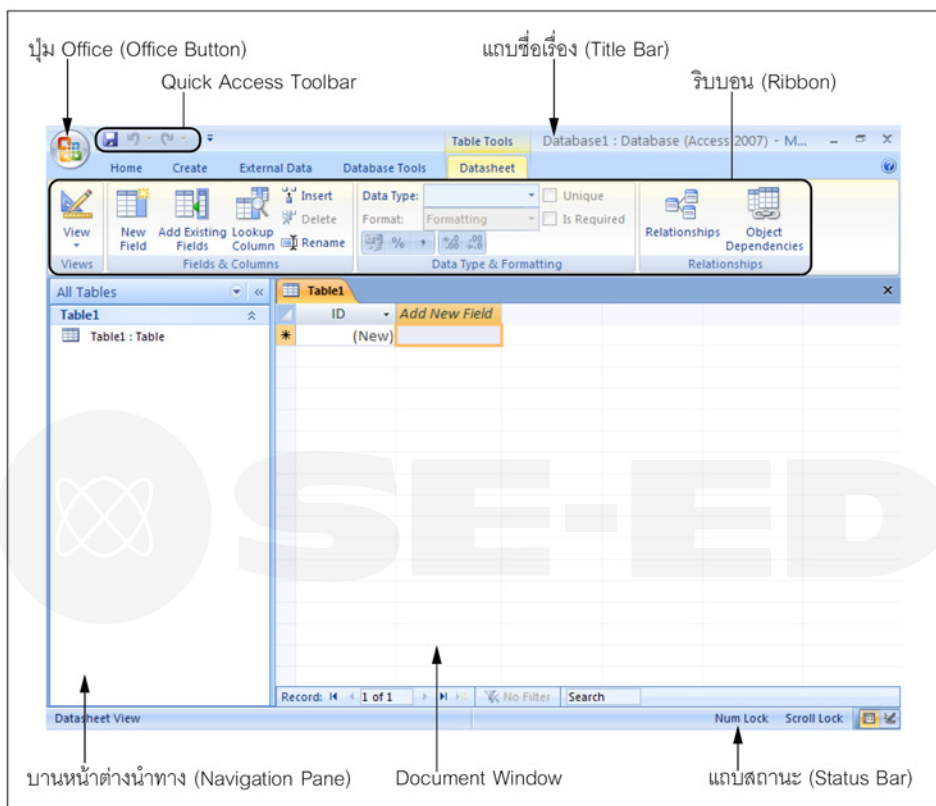 ปุ่ม Office (Office Button)
แถบชื่อเรื่อง (Title Bar)
Quick Access Toolbar
ริบบอน (Ribbon)
Table Tools
Database1 : Database (Access 2007) - M...
Home Create External Data Database Tools Datasheet
View
New Field
Add Existing Fields
Lookup Column
Insert
Delete
Rename
Data Type:
Format: Formatting
Unique
Is Required
Relationships
Object Dependencies
Views
Fields & Columns
Data Type & Formatting
Relationships
All Tables
Table1
Table1 : Table
Table1
ID Add New Field
(New)
SE-ED
Record: 1 of 1 No Filter Search
Datasheet View
Num Lock Scroll Lock
บานหน้าต่างนำทาง (Navigation Pane)
Document Window
แถบสถานะ (Status Bar)